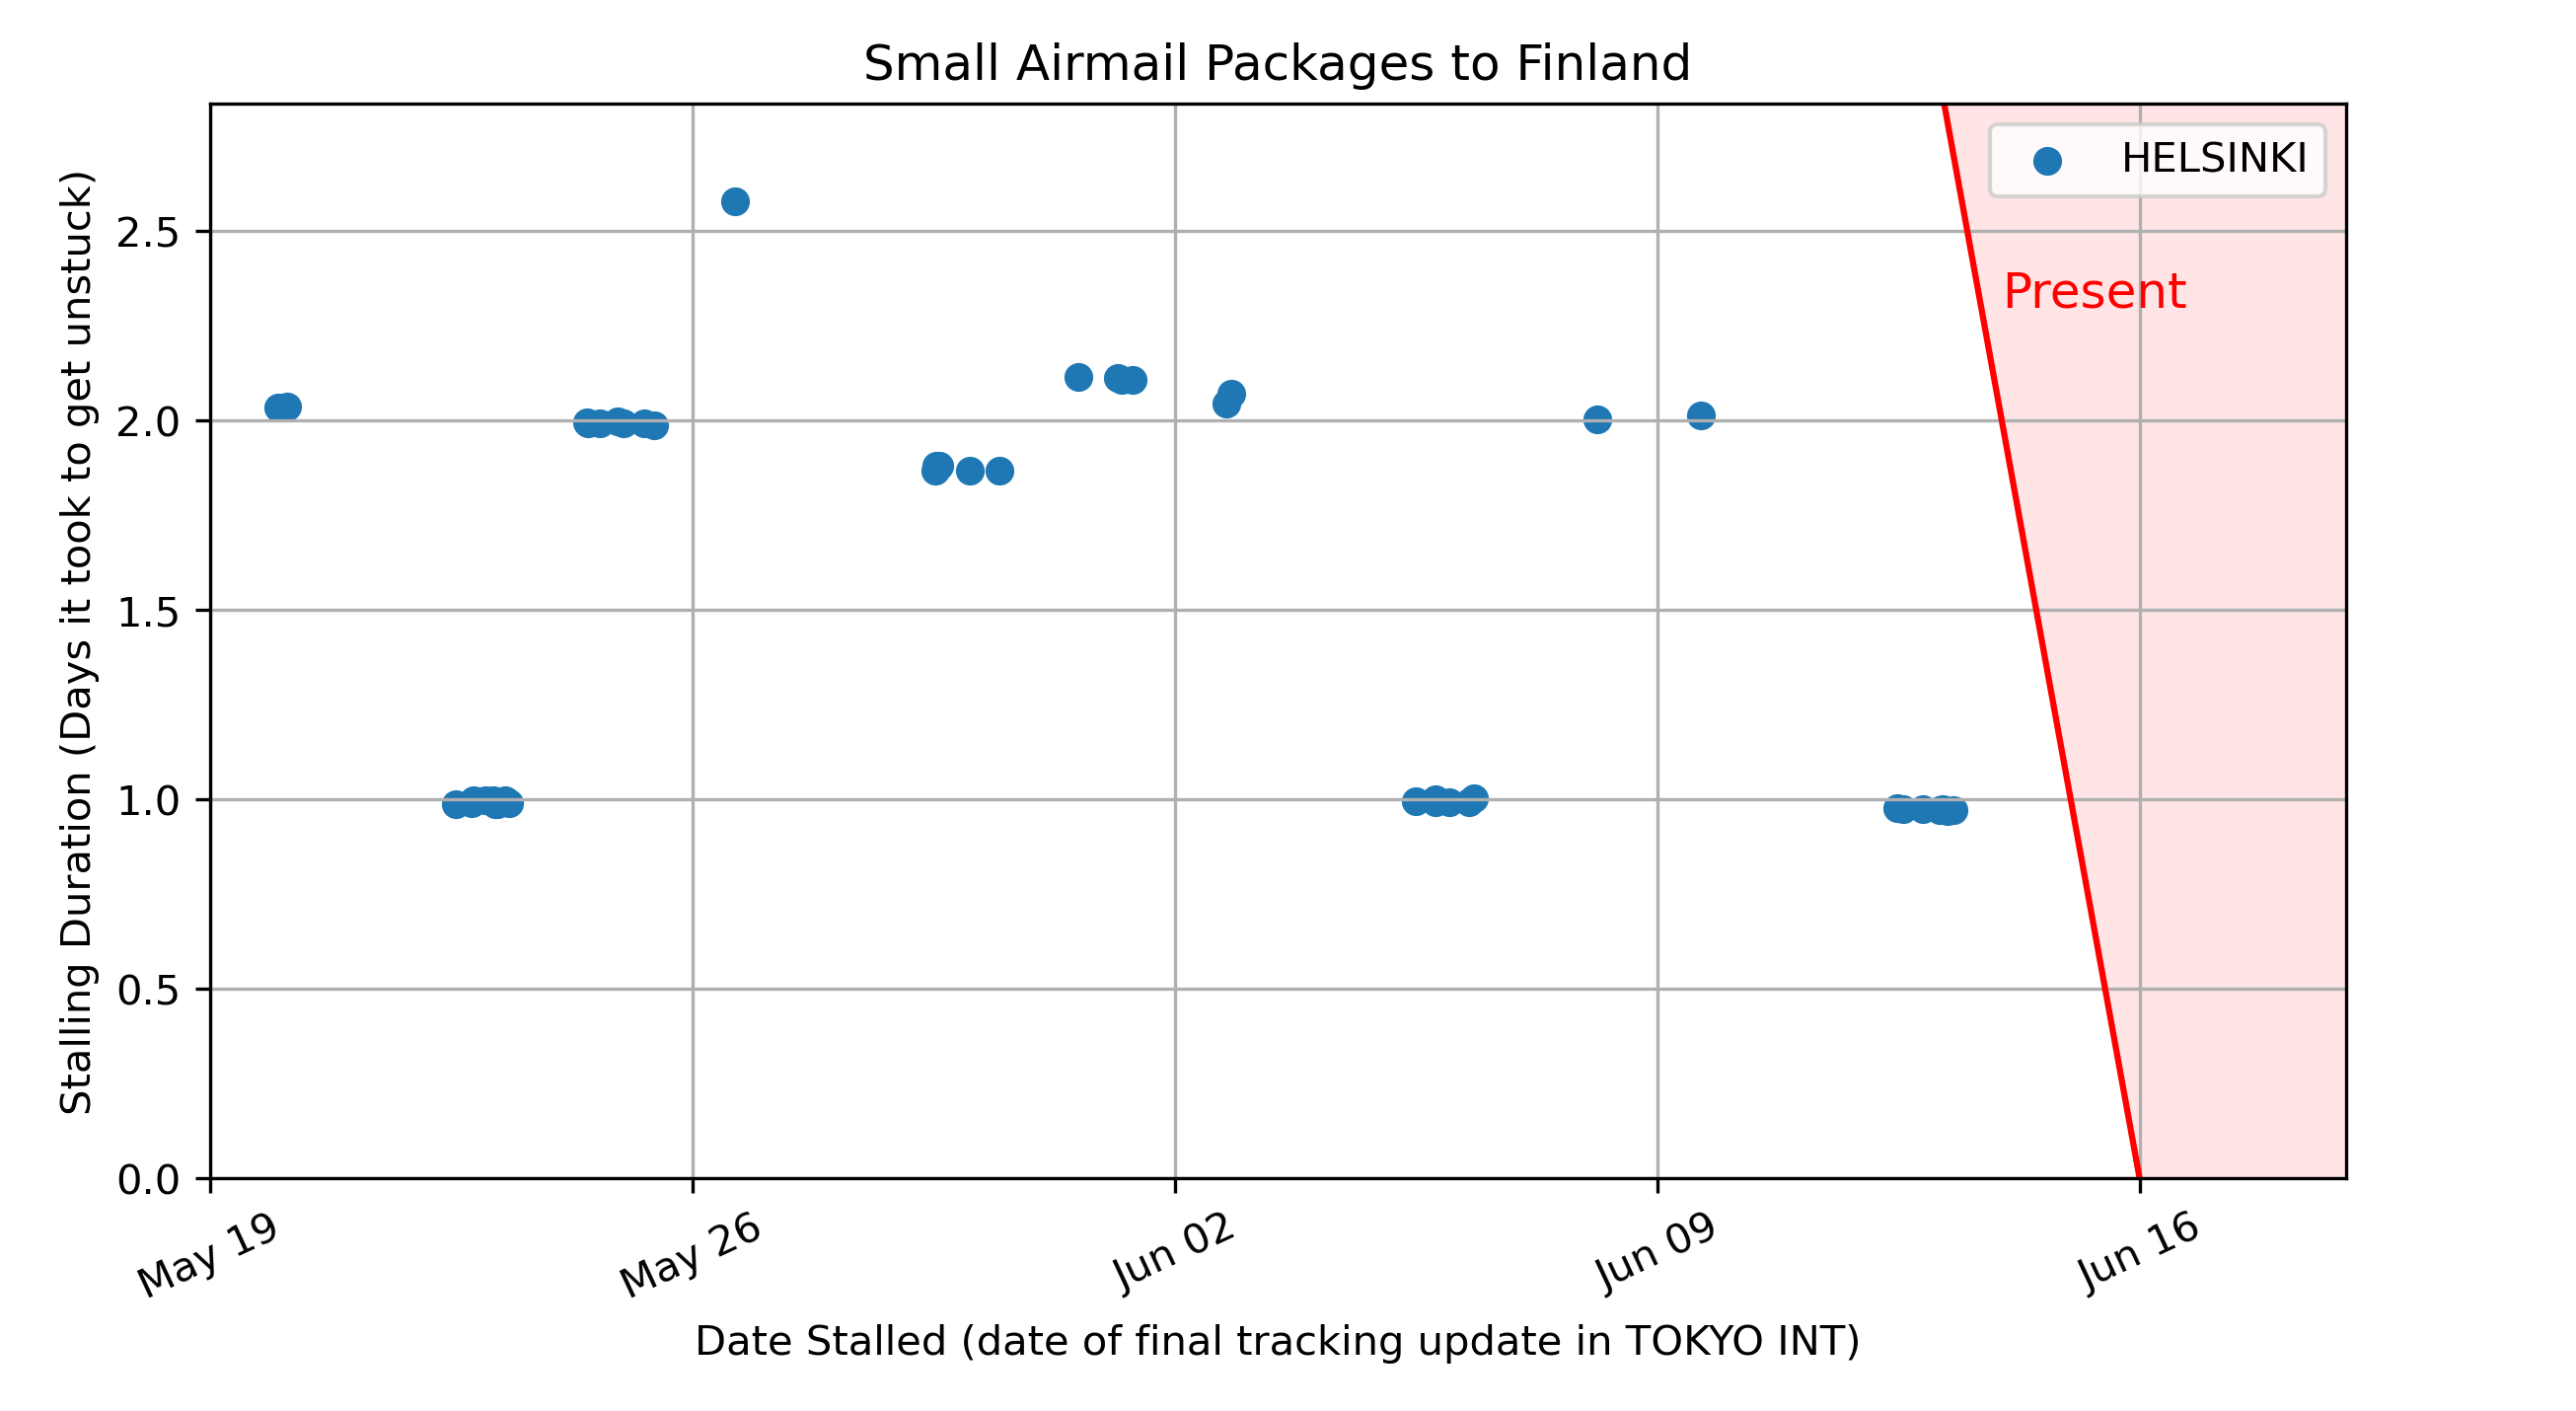 Small Airmail Packages to Finland
HELSINKI
Present
Stalling Duration (Days it took to get unstuck)
2.5
2.0
1.5
1.0
0.5
0.0
May 19
May 26
Jun 02
Jun 09
Jun 16
Date Stalled (date of final tracking update in TOKYO INT)